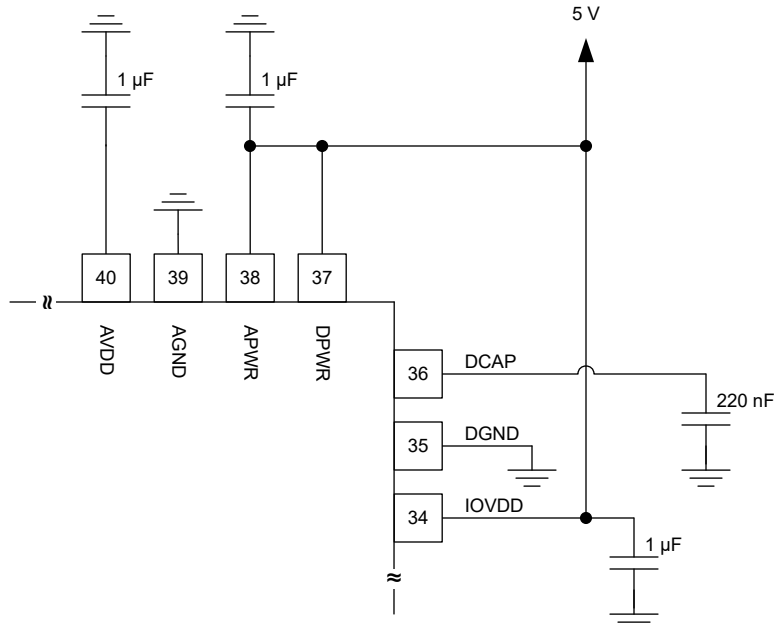 5 V
1 µF
1 µF
40
39
38
37
AVDD
AGND
APWR
DPWR
36
DCAP
220 nF
35
DGND
34
IOVDD
1 µF